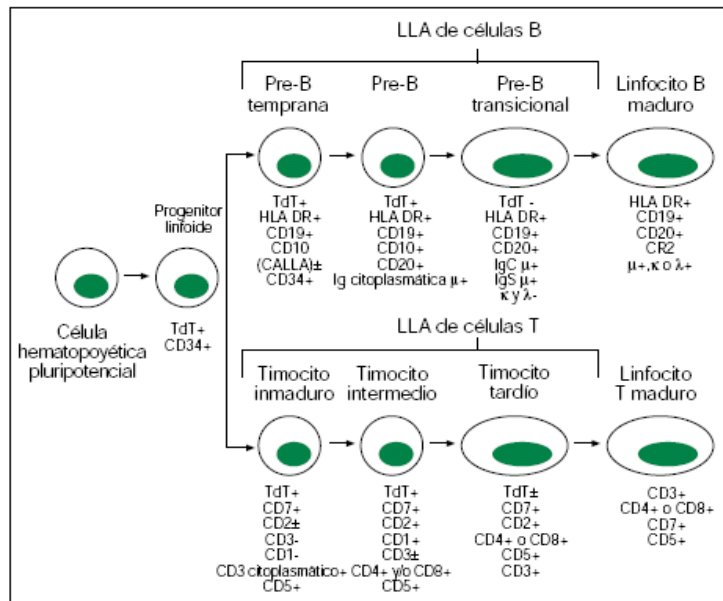 LLA de células B
Pre-B
temprana
Pre-B
Pre-B
transicional
Linfocito B
maduro
TdT+
HLA DR+
CD19+
CD10
(CALLA)±
CD34+
TdT+
HLA DR+
CD19+
CD10+
CD20+
Ig citoplasmática μ+
TdT -
HLA DR+
CD19+
CD20+
IgC μ+
IgS μ+
κ y λ-
HLA DR+
CD19+
CD20+
CR2
μ+,κ o λ+
Progenitor
linfoide
TdT+
CD34+
Célula
hematopoyética
pluripotencial
LLA de células T
Timocito
inmaduro
Timocito
intermedio
Timocito
tardío
Linfocito
T maduro
TdT+
CD7+
CD2±
CD3-
CD1-
CD3 citoplasmático+
CD5+
TdT+
CD7+
CD2+
CD1+
CD3±
CD4+ y/o CD8+
CD5+
TdT±
CD7+
CD2+
CD4+ o CD8+
CD5+
CD3+
CD3+
CD4+ o CD8+
CD7+
CD5+